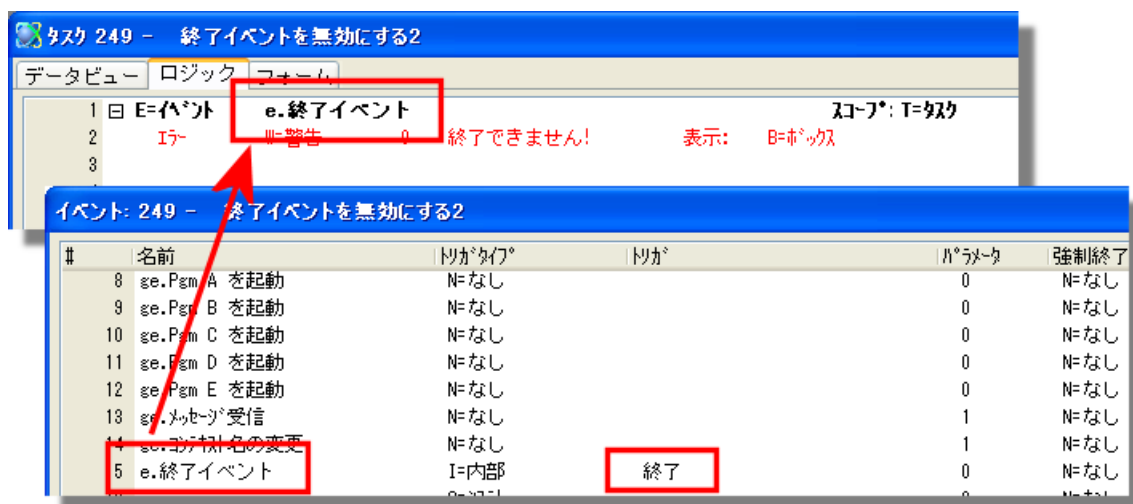 タスク 249 - 終了イベントを無効にする2
データビュー ロジック フォーム
1 E=ｲﾍﾞﾝﾄ e.終了イベント ｽｺｰﾌﾟ: T=ﾀｽｸ
2 ｴﾗｰ W=警告 0 終了できません! 表示: B=ﾎﾞｯｸｽ
3
イベント: 249 - 終了イベントを無効にする2
# 名前 ﾄﾘｶﾞﾀｲﾌﾟ ﾄﾘｶﾞ ﾊﾟﾗﾒｰﾀ 強制終了
8 ge.Pgm A を起動 N=なし 0 N=なし
9 ge.Pgm B を起動 N=なし 0 N=なし
10 ge.Pgm C を起動 N=なし 0 N=なし
11 ge.Pgm D を起動 N=なし 0 N=なし
12 ge.Pgm E を起動 N=なし 0 N=なし
13 ge.ﾒｯｾｰｼﾞ受信 N=なし 1 N=なし
14 ge.ｺﾝﾃｷｽﾄ名の変更 N=なし 1 N=なし
5 e.終了イベント I=内部 終了 0 N=なし